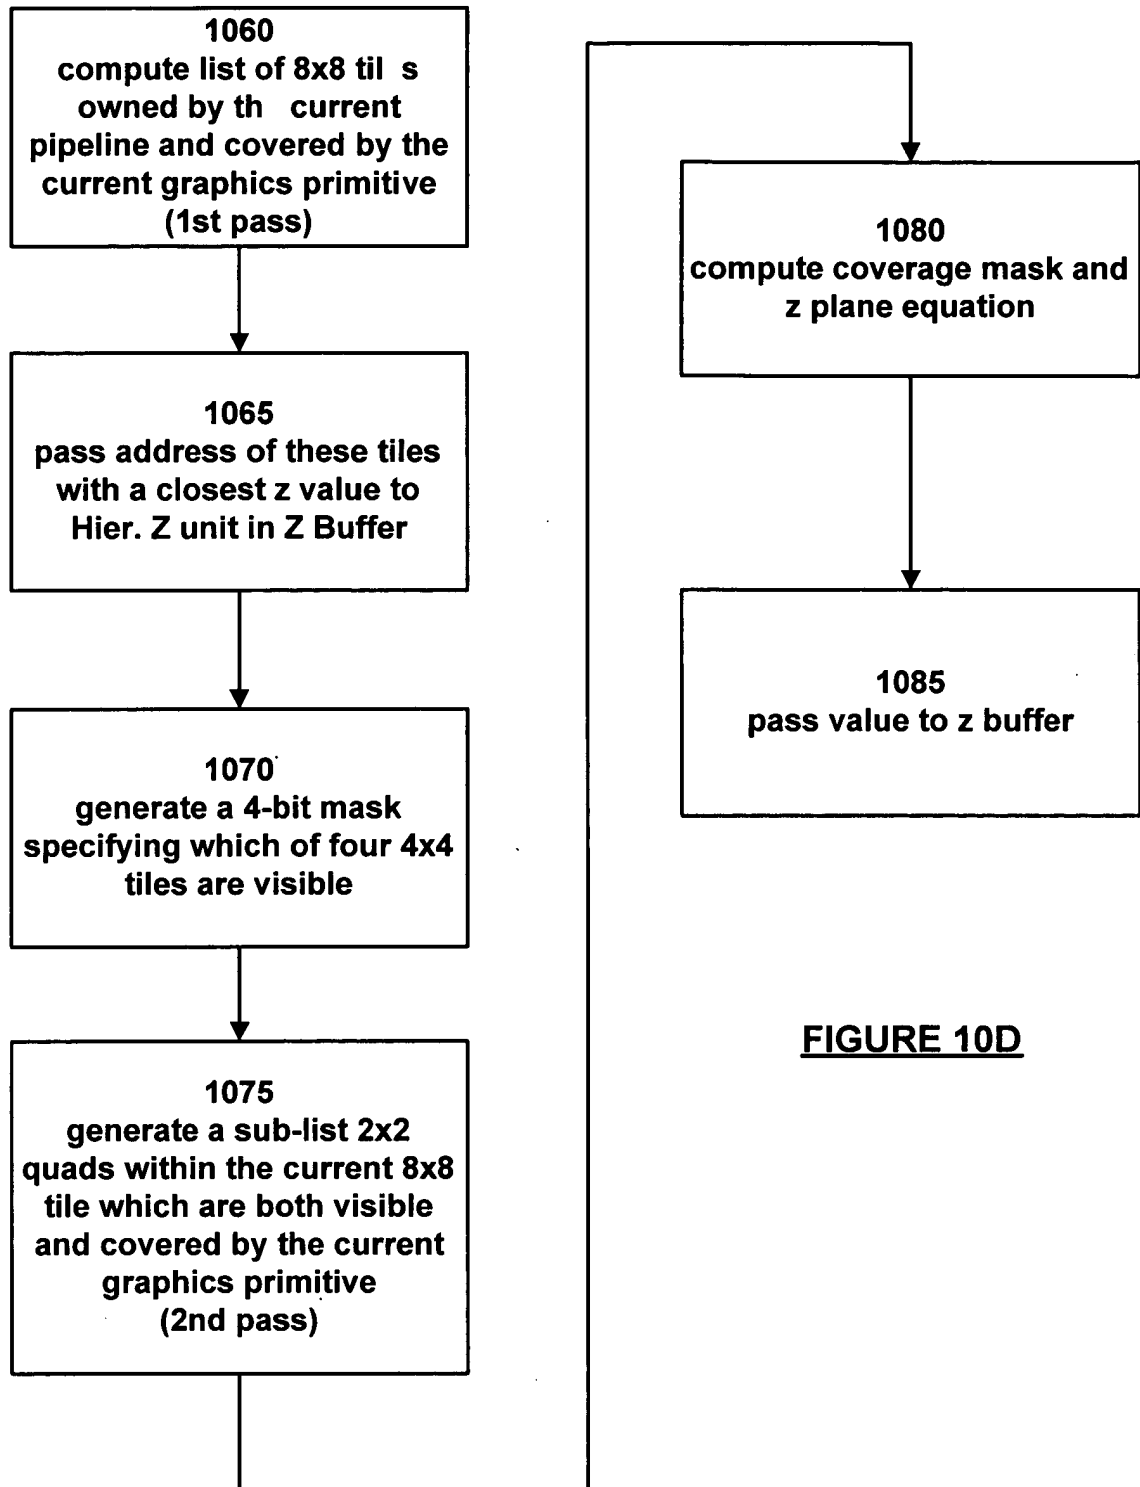 1060
compute list of 8x8 til s
owned by th current
pipeline and covered by the
current graphics primitive
(1st pass)
1065
pass address of these tiles
with a closest z value to
Hier. Z unit in Z Buffer
1070
generate a 4-bit mask
specifying which of four 4x4
tiles are visible
1075
generate a sub-list 2x2
quads within the current 8x8
tile which are both visible
and covered by the current
graphics primitive
(2nd pass)
1080
compute coverage mask and
z plane equation
1085
pass value to z buffer
FIGURE 10D